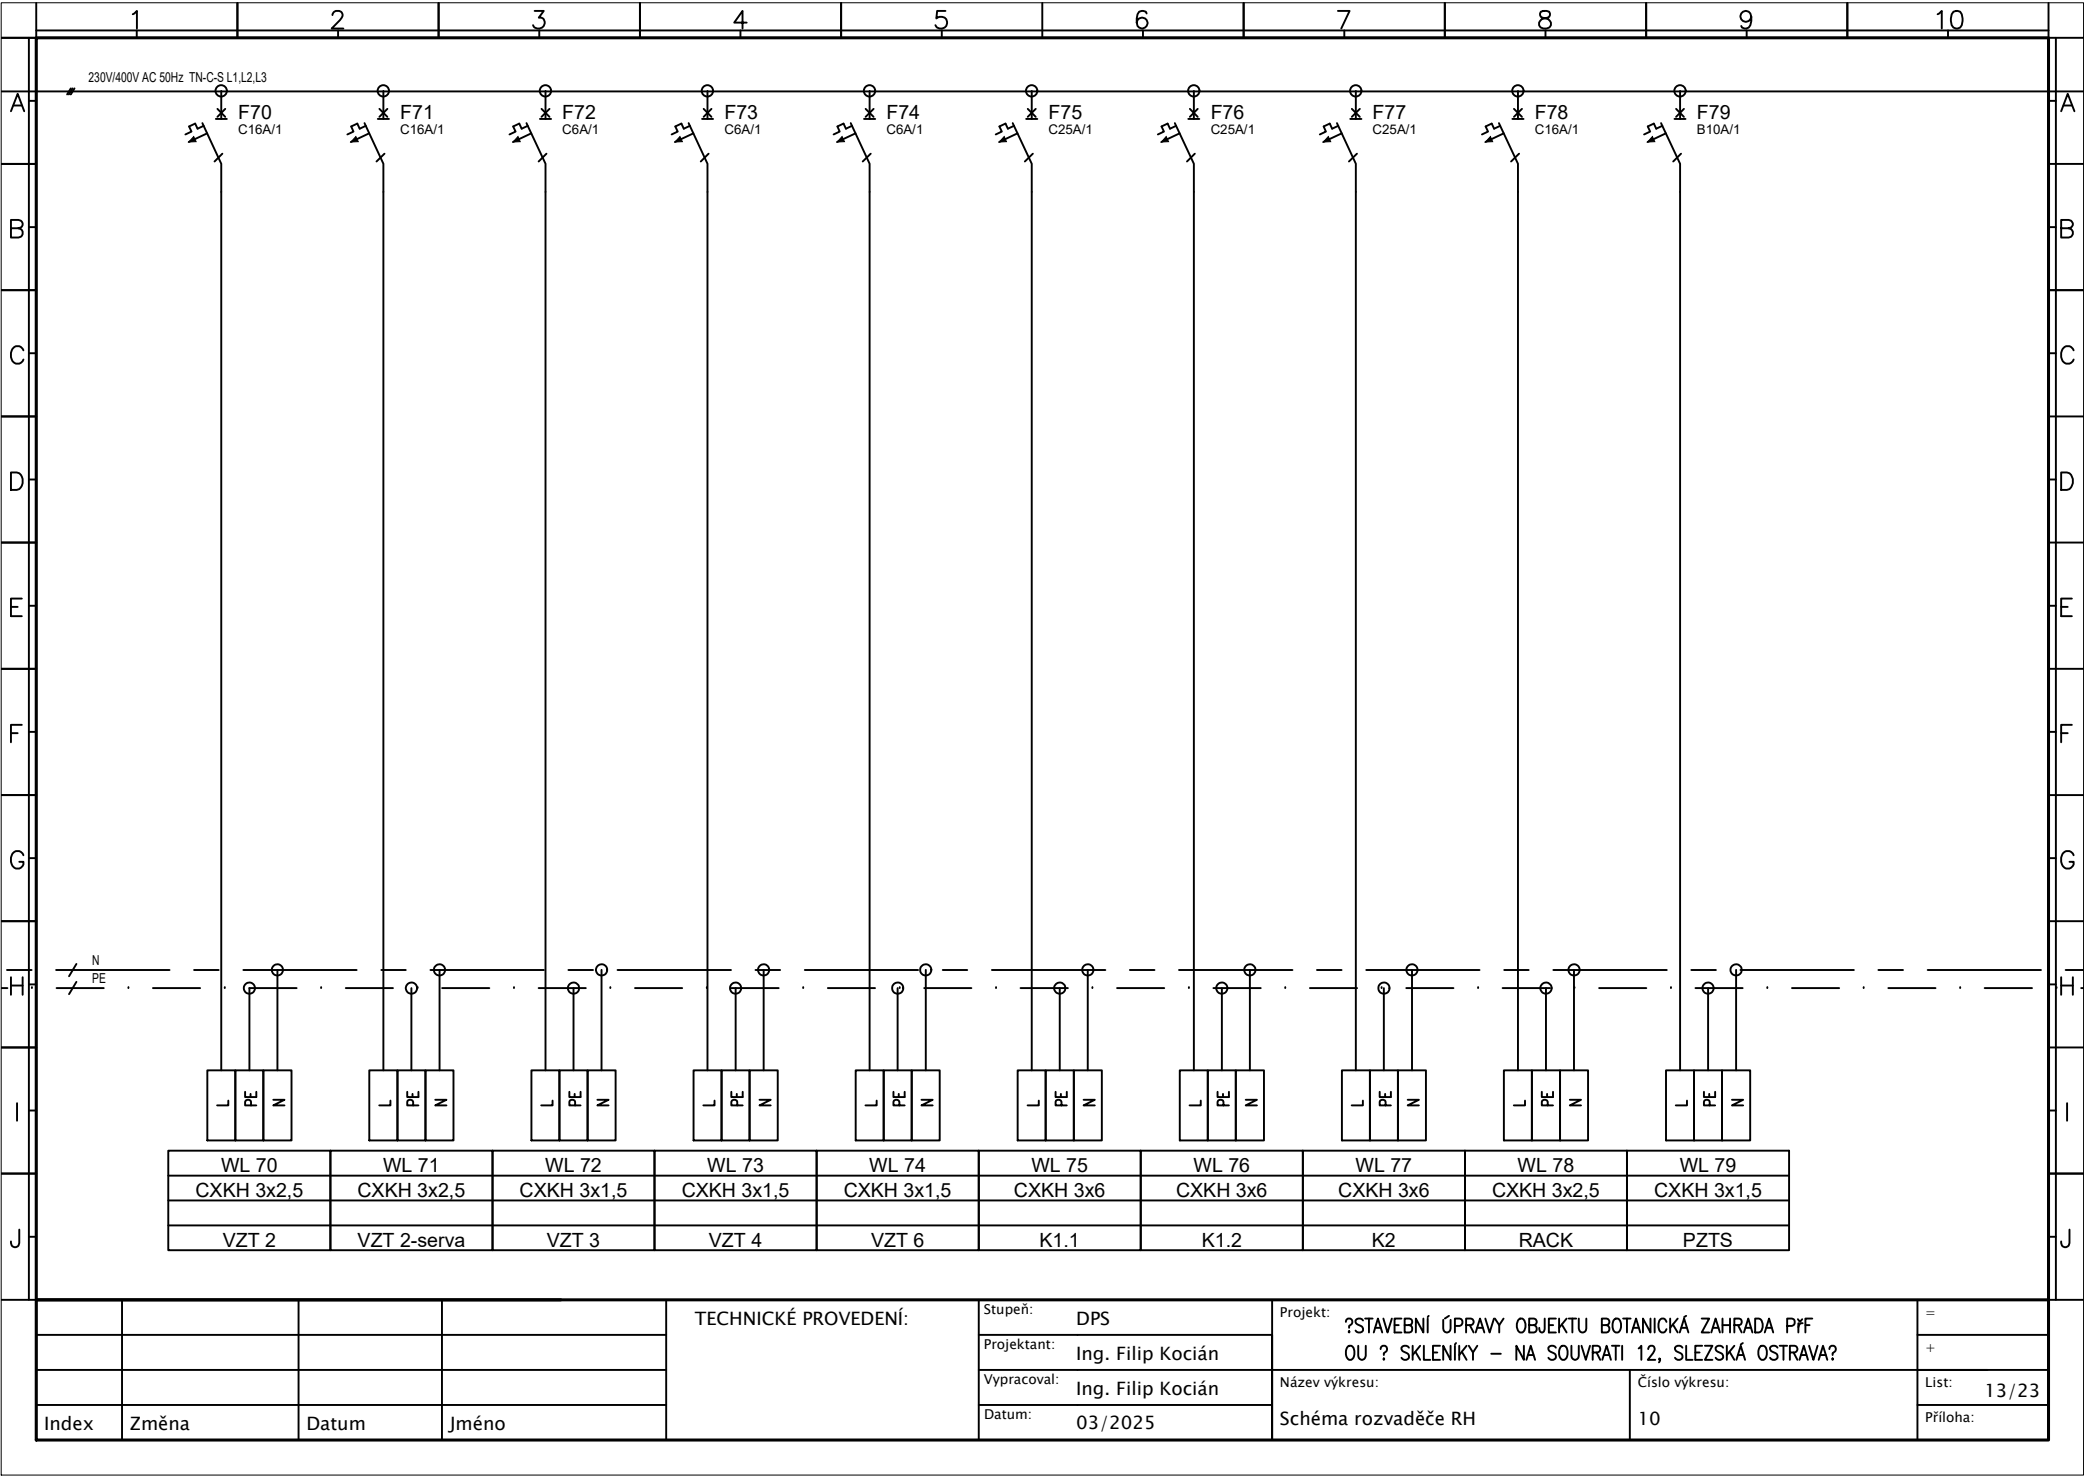 1 2 3 4 5 6 7 8 9 10
230V/400V AC 50Hz TN-C-S L1,L2,L3
A A
F70 F71 F72 F73 F74 F75 F76 F77 F78 F79
C16A/1 C16A/1 C6A/1 C6A/1 C6A/1 C25A/1 C25A/1 C25A/1 C16A/1 B10A/1
B B
C C
D D
E E
F F
G G
N
PE
H H
L PE N L PE N L PE N L PE N L PE N L PE N L PE N L PE N L PE N L PE N
I I
WL 70 WL 71 WL 72 WL 73 WL 74 WL 75 WL 76 WL 77 WL 78 WL 79
CXKH 3x2,5 CXKH 3x2,5 CXKH 3x1,5 CXKH 3x1,5 CXKH 3x1,5 CXKH 3x6 CXKH 3x6 CXKH 3x6 CXKH 3x2,5 CXKH 3x1,5
VZT 2 VZT 2-serva VZT 3 VZT 4 VZT 6 K1.1 K1.2 K2 RACK PZTS
J J
Index Změna Datum Jméno
TECHNICKÉ PROVEDENÍ:
Stupeň: DPS
Projektant: Ing. Filip Kocián
Vypracoval: Ing. Filip Kocián
Datum: 03/2025
Projekt: ?STAVEBNÍ ÚPRAVY OBJEKTU BOTANICKÁ ZAHRADA PřF
OU ? SKLENÍKY – NA SOUVRATI 12, SLEZSKÁ OSTRAVA?
Název výkresu:
Schéma rozvaděče RH
Číslo výkresu:
10
=
+
List: 13/23
Příloha: